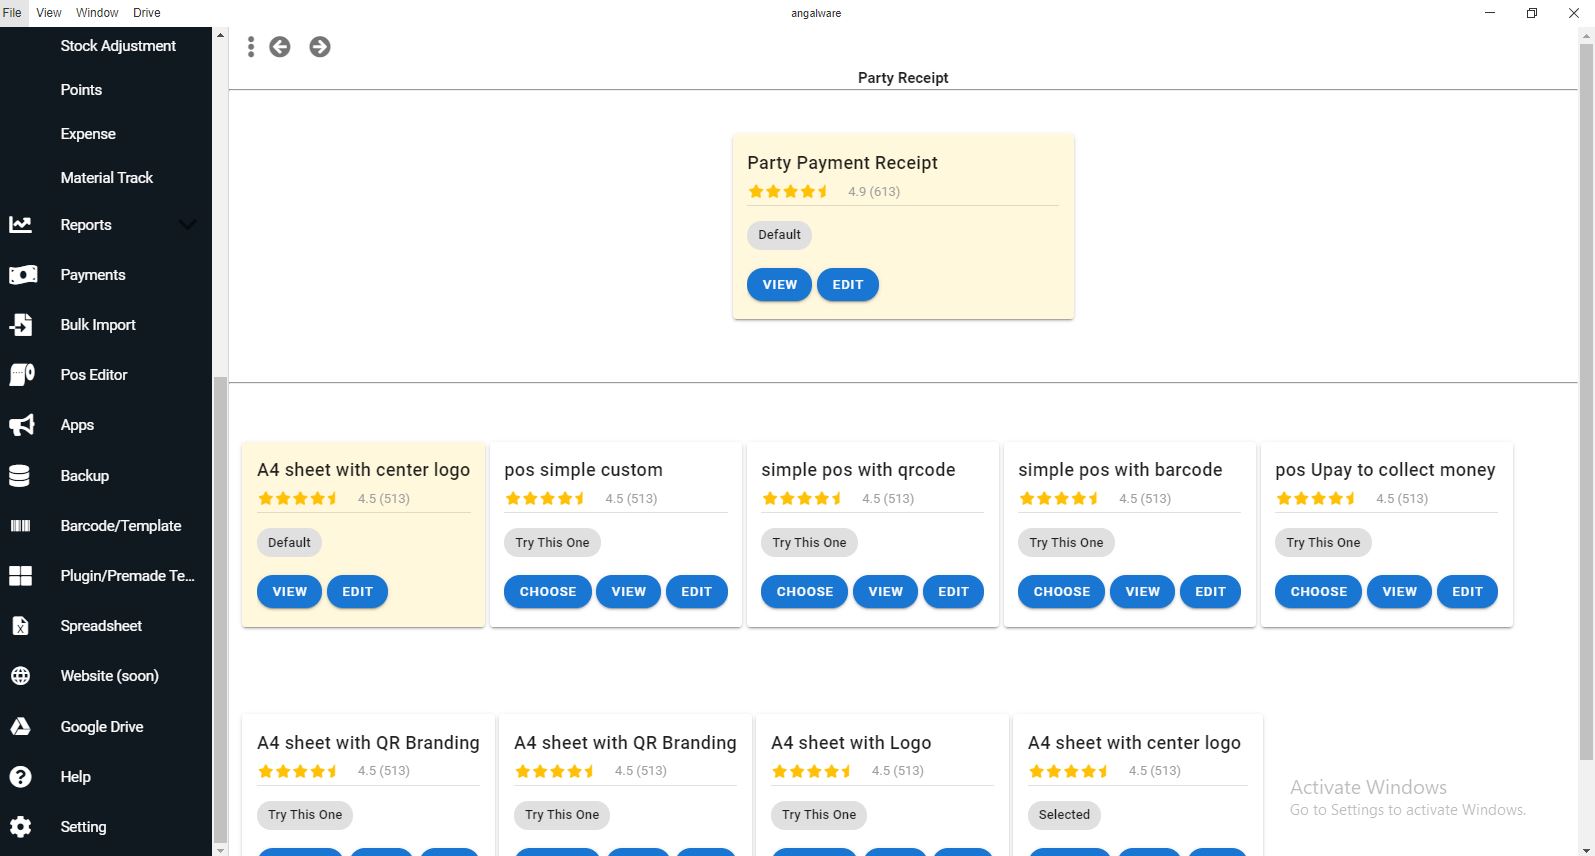 File View Window Drive
angalware
Stock Adjustment
Points
Expense
Material Track
Reports
Payments
Bulk Import
Pos Editor
Apps
Backup
Barcode/Template
Plugin/Premade Te...
Spreadsheet
Website (soon)
Google Drive
Help
Setting
Party Receipt
Party Payment Receipt
4.9 (613)
Default
VIEW EDIT
A4 sheet with center logo
4.5 (513)
Default
VIEW EDIT
pos simple custom
4.5 (513)
Try This One
CHOOSE VIEW EDIT
simple pos with qrcode
4.5 (513)
Try This One
CHOOSE VIEW EDIT
simple pos with barcode
4.5 (513)
Try This One
CHOOSE VIEW EDIT
pos Upay to collect money
4.5 (513)
Try This One
CHOOSE VIEW EDIT
A4 sheet with QR Branding
4.5 (513)
Try This One
A4 sheet with QR Branding
4.5 (513)
Try This One
A4 sheet with Logo
4.5 (513)
Try This One
A4 sheet with center logo
4.5 (513)
Selected
Activate Windows
Go to Settings to activate Windows.